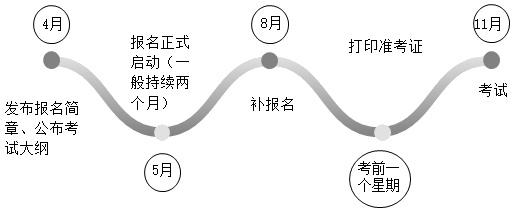 4月
发布报名简
章、公布考
试大纲
报名正式
启动（一
般持续两
个月）
5月
8月
补报名
打印准考证
考前一
个星期
11月
考试